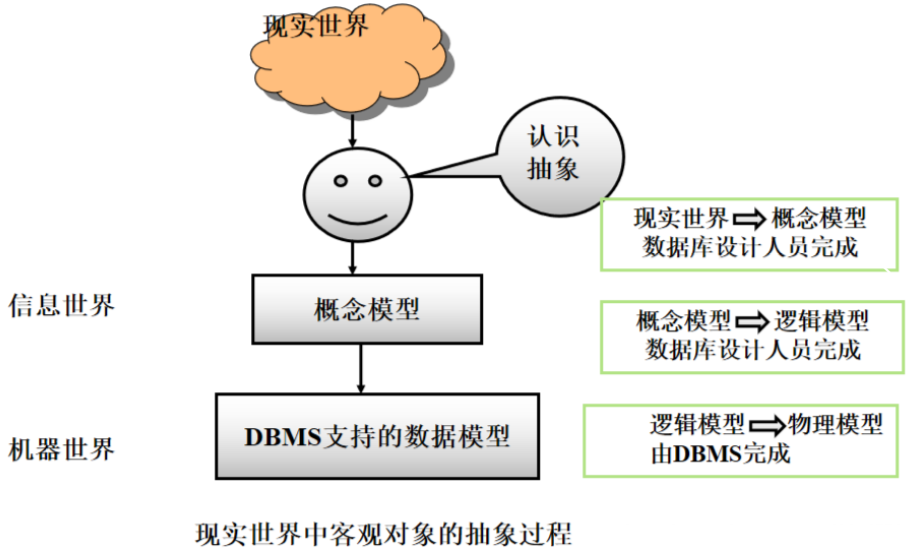 现实世界
认识
抽象
现实世界⇨概念模型
数据库设计人员完成
信息世界
概念模型
概念模型⇨逻辑模型
数据库设计人员完成
机器世界
DBMS支持的数据模型
逻辑模型⇨物理模型
由DBMS完成
现实世界中客观对象的抽象过程